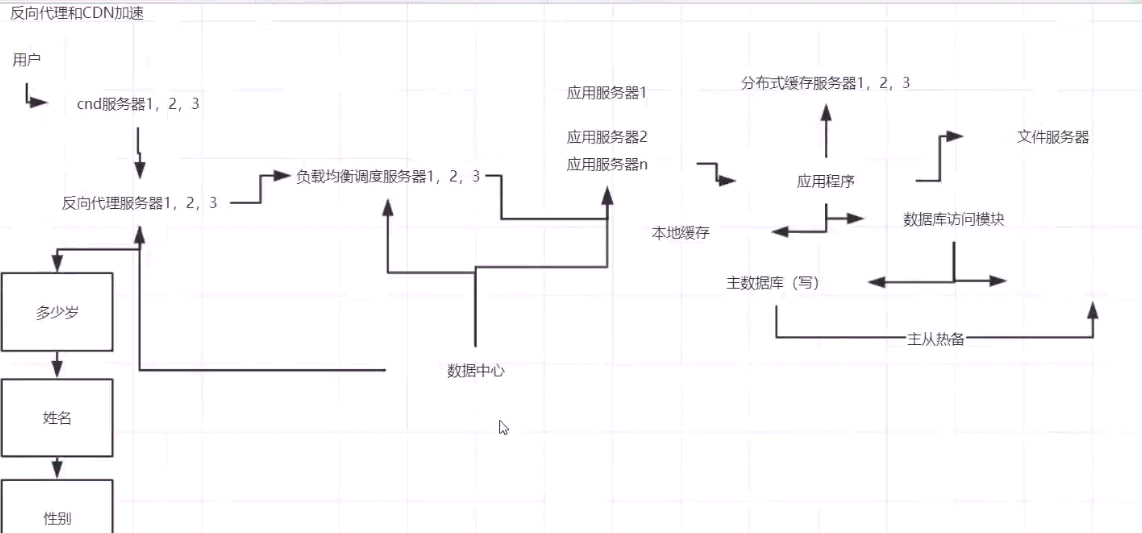 反向代理和CDN加速
用户
cnd服务器1，2，3
反向代理服务器1，2，3
负载均衡调度服务器1，2，3
应用服务器1
应用服务器2
应用服务器n
分布式缓存服务器1，2，3
文件服务器
应用程序
本地缓存
数据库访问模块
主数据库（写）
主从热备
数据中心
多少岁
姓名
性别